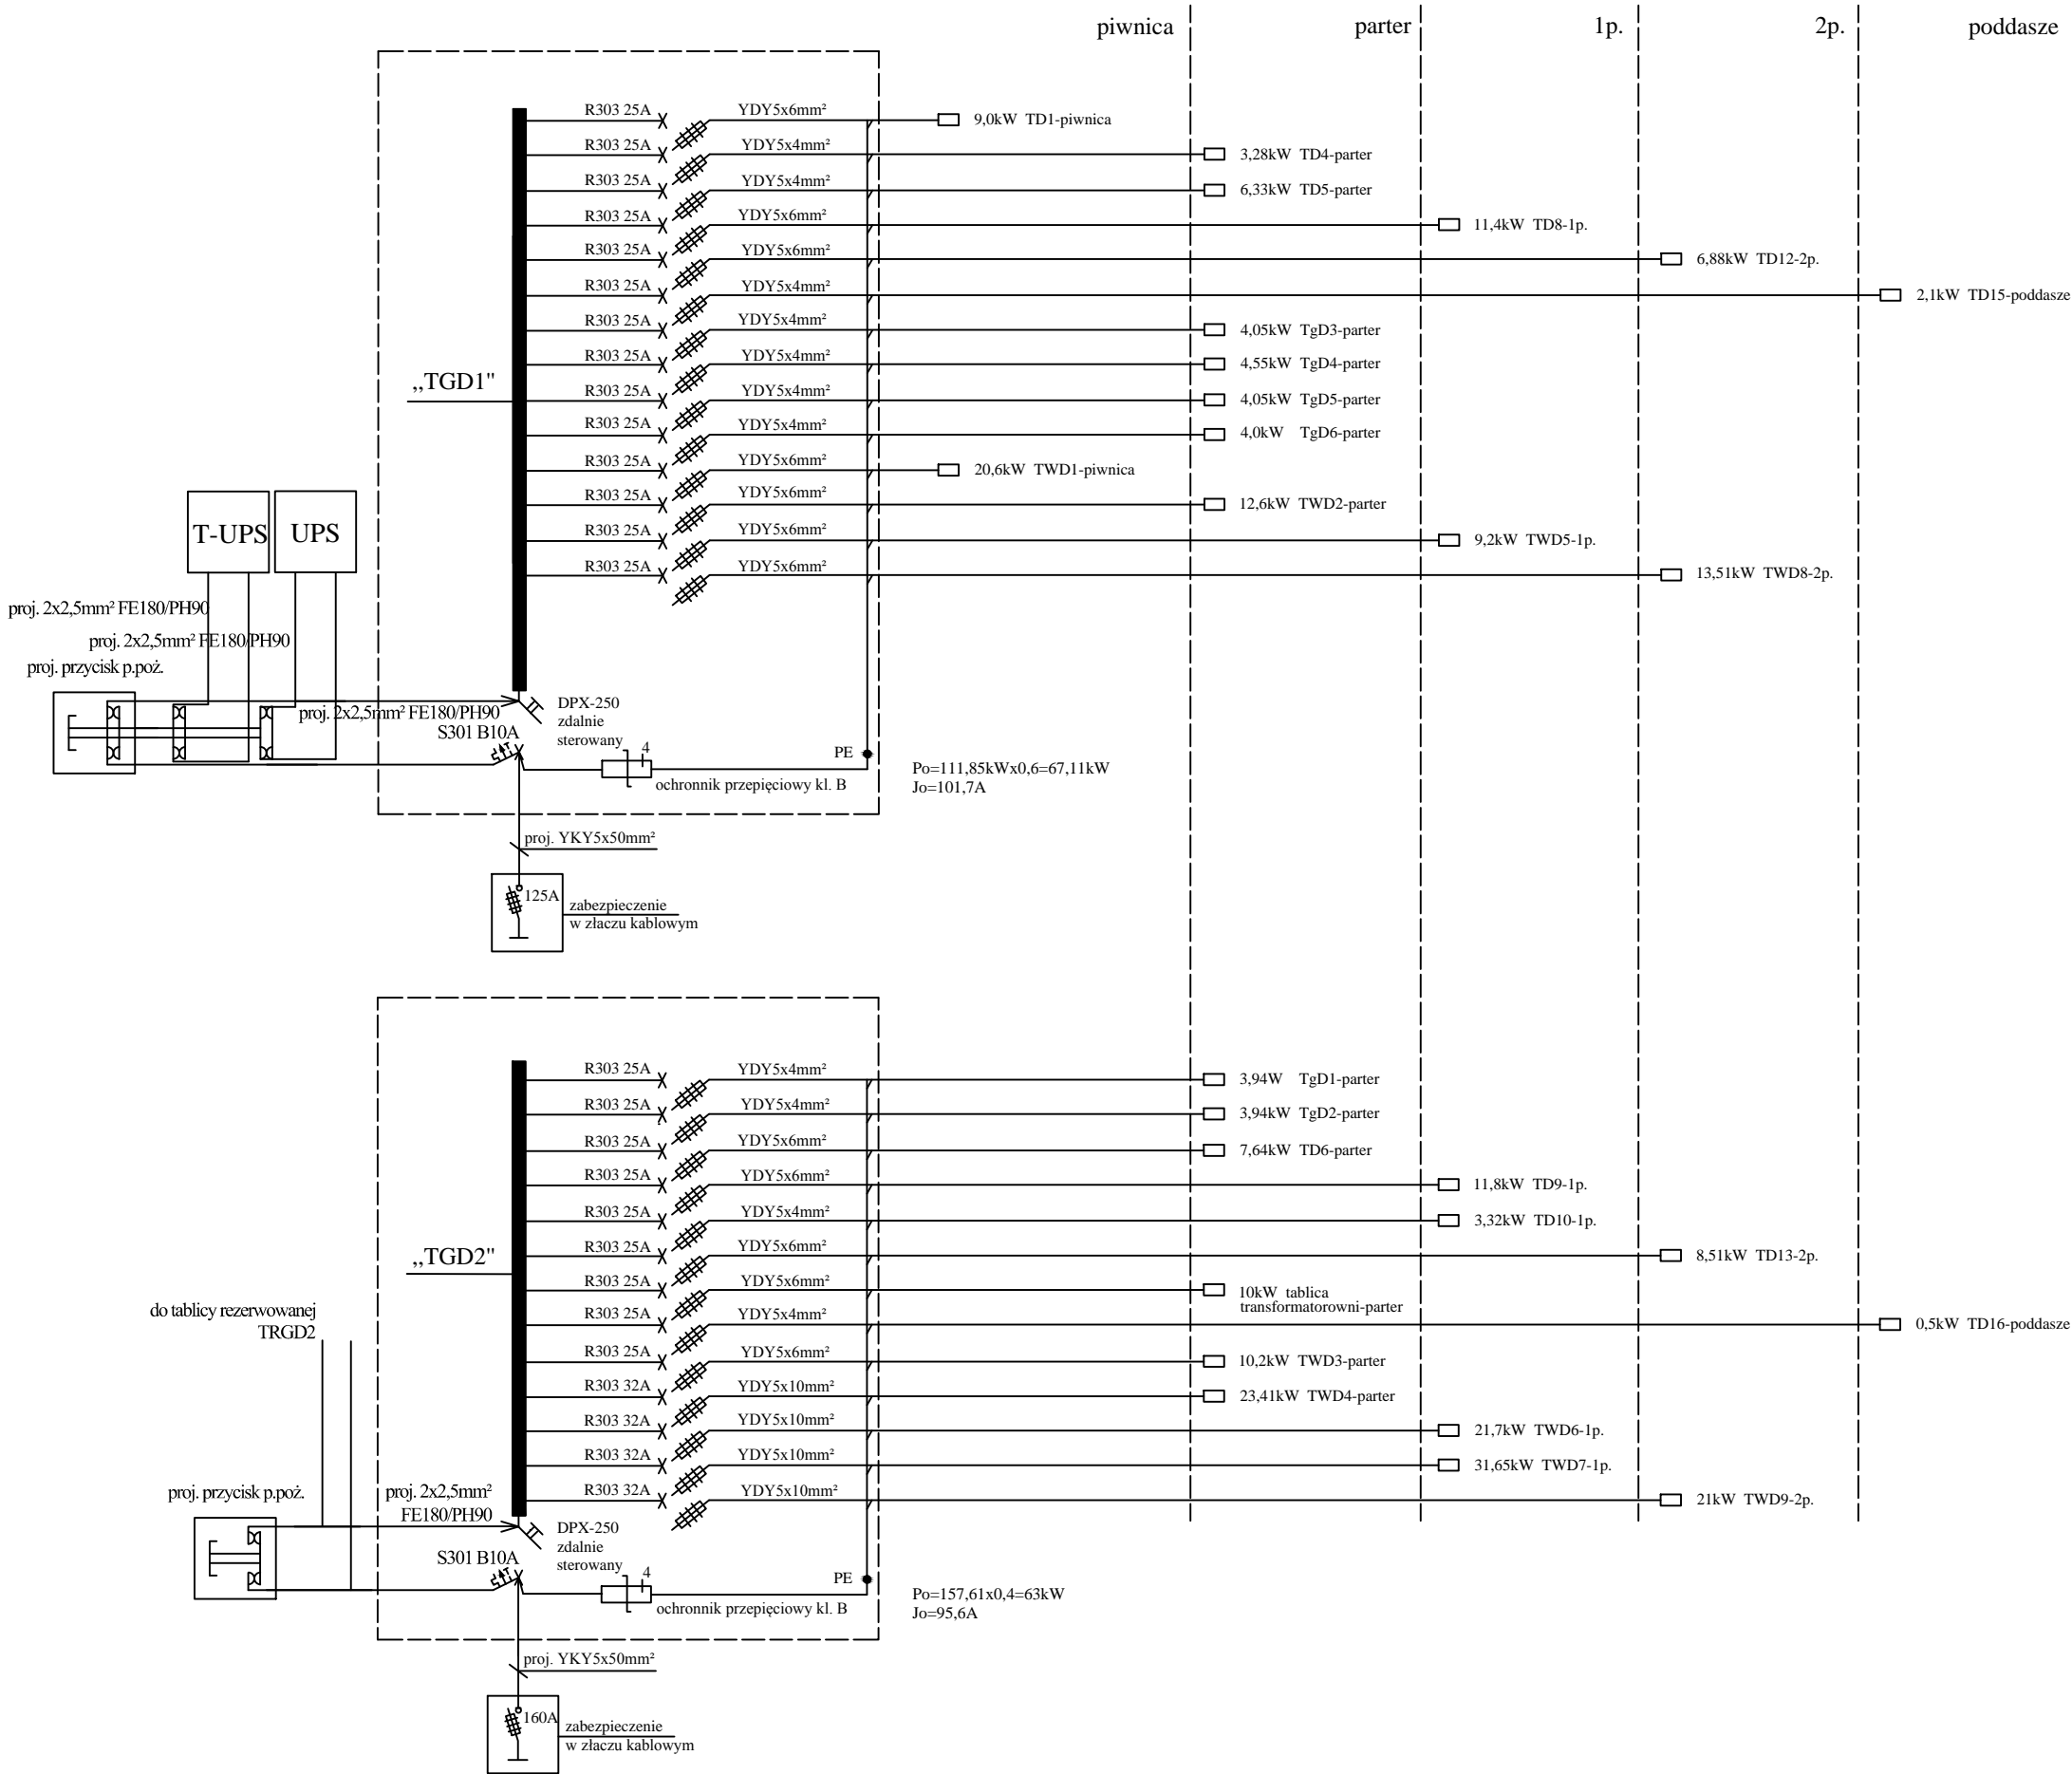 piwnica
parter
1p.
2p.
poddasze
R303 25A
YDY5x6mm²
9,0kW TD1-piwnica
R303 25A
YDY5x4mm²
3,28kW TD4-parter
R303 25A
YDY5x4mm²
6,33kW TD5-parter
R303 25A
YDY5x6mm²
11,4kW TD8-1p.
R303 25A
YDY5x6mm²
6,88kW TD12-2p.
R303 25A
YDY5x4mm²
2,1kW TD15-poddasze
R303 25A
YDY5x4mm²
4,05kW TgD3-parter
R303 25A
YDY5x4mm²
4,55kW TgD4-parter
,,TGD1"
R303 25A
YDY5x4mm²
4,05kW TgD5-parter
R303 25A
YDY5x4mm²
4,0kW TgD6-parter
R303 25A
YDY5x6mm²
20,6kW TWD1-piwnica
R303 25A
YDY5x6mm²
12,6kW TWD2-parter
R303 25A
YDY5x6mm²
9,2kW TWD5-1p.
R303 25A
YDY5x6mm²
13,51kW TWD8-2p.
T-UPS
UPS
proj. 2x2,5mm² FE180/PH90
proj. 2x2,5mm² FE180/PH90
proj. przycisk p.poż.
proj. 2x2,5mm² FE180/PH90
S301 B10A
DPX-250
zdalnie
sterowany
4
PE
ochronnik przepięciowy kl. B
Po=111,85kWx0,6=67,11kW
Jo=101,7A
proj. YKY5x50mm²
125A
zabezpieczenie
w złaczu kablowym
R303 25A
YDY5x4mm²
3,94W TgD1-parter
R303 25A
YDY5x4mm²
3,94kW TgD2-parter
R303 25A
YDY5x6mm²
7,64kW TD6-parter
R303 25A
YDY5x6mm²
11,8kW TD9-1p.
R303 25A
YDY5x4mm²
3,32kW TD10-1p.
,,TGD2"
R303 25A
YDY5x6mm²
8,51kW TD13-2p.
R303 25A
YDY5x6mm²
10kW tablica
transformatorowni-parter
R303 25A
YDY5x4mm²
0,5kW TD16-poddasze
R303 25A
YDY5x6mm²
10,2kW TWD3-parter
R303 32A
YDY5x10mm²
23,41kW TWD4-parter
R303 32A
YDY5x10mm²
21,7kW TWD6-1p.
R303 32A
YDY5x10mm²
31,65kW TWD7-1p.
R303 32A
YDY5x10mm²
21kW TWD9-2p.
do tablicy rezerwowanej
TRGD2
proj. przycisk p.poż.
proj. 2x2,5mm²
FE180/PH90
S301 B10A
DPX-250
zdalnie
sterowany
4
PE
ochronnik przepięciowy kl. B
Po=157,61x0,4=63kW
Jo=95,6A
proj. YKY5x50mm²
160A
zabezpieczenie
w złaczu kablowym